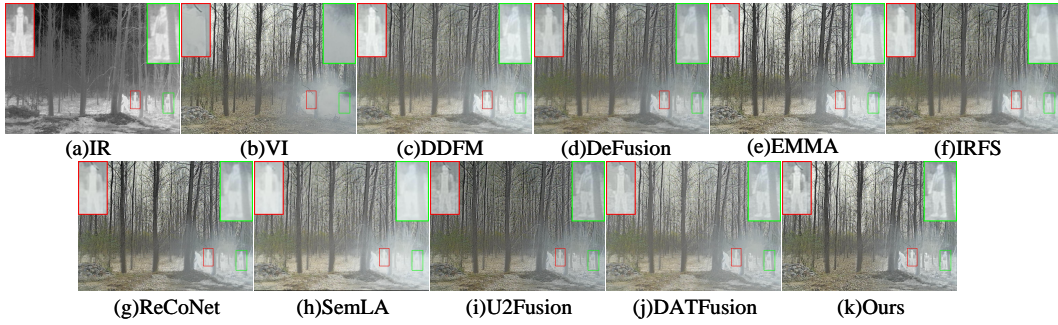 (a)IR (b)VI (c)DDFM (d)DeFusion (e)EMMA (f)IRFS
(g)ReCoNet (h)SemLA (i)U2Fusion (j)DATFusion (k)Ours